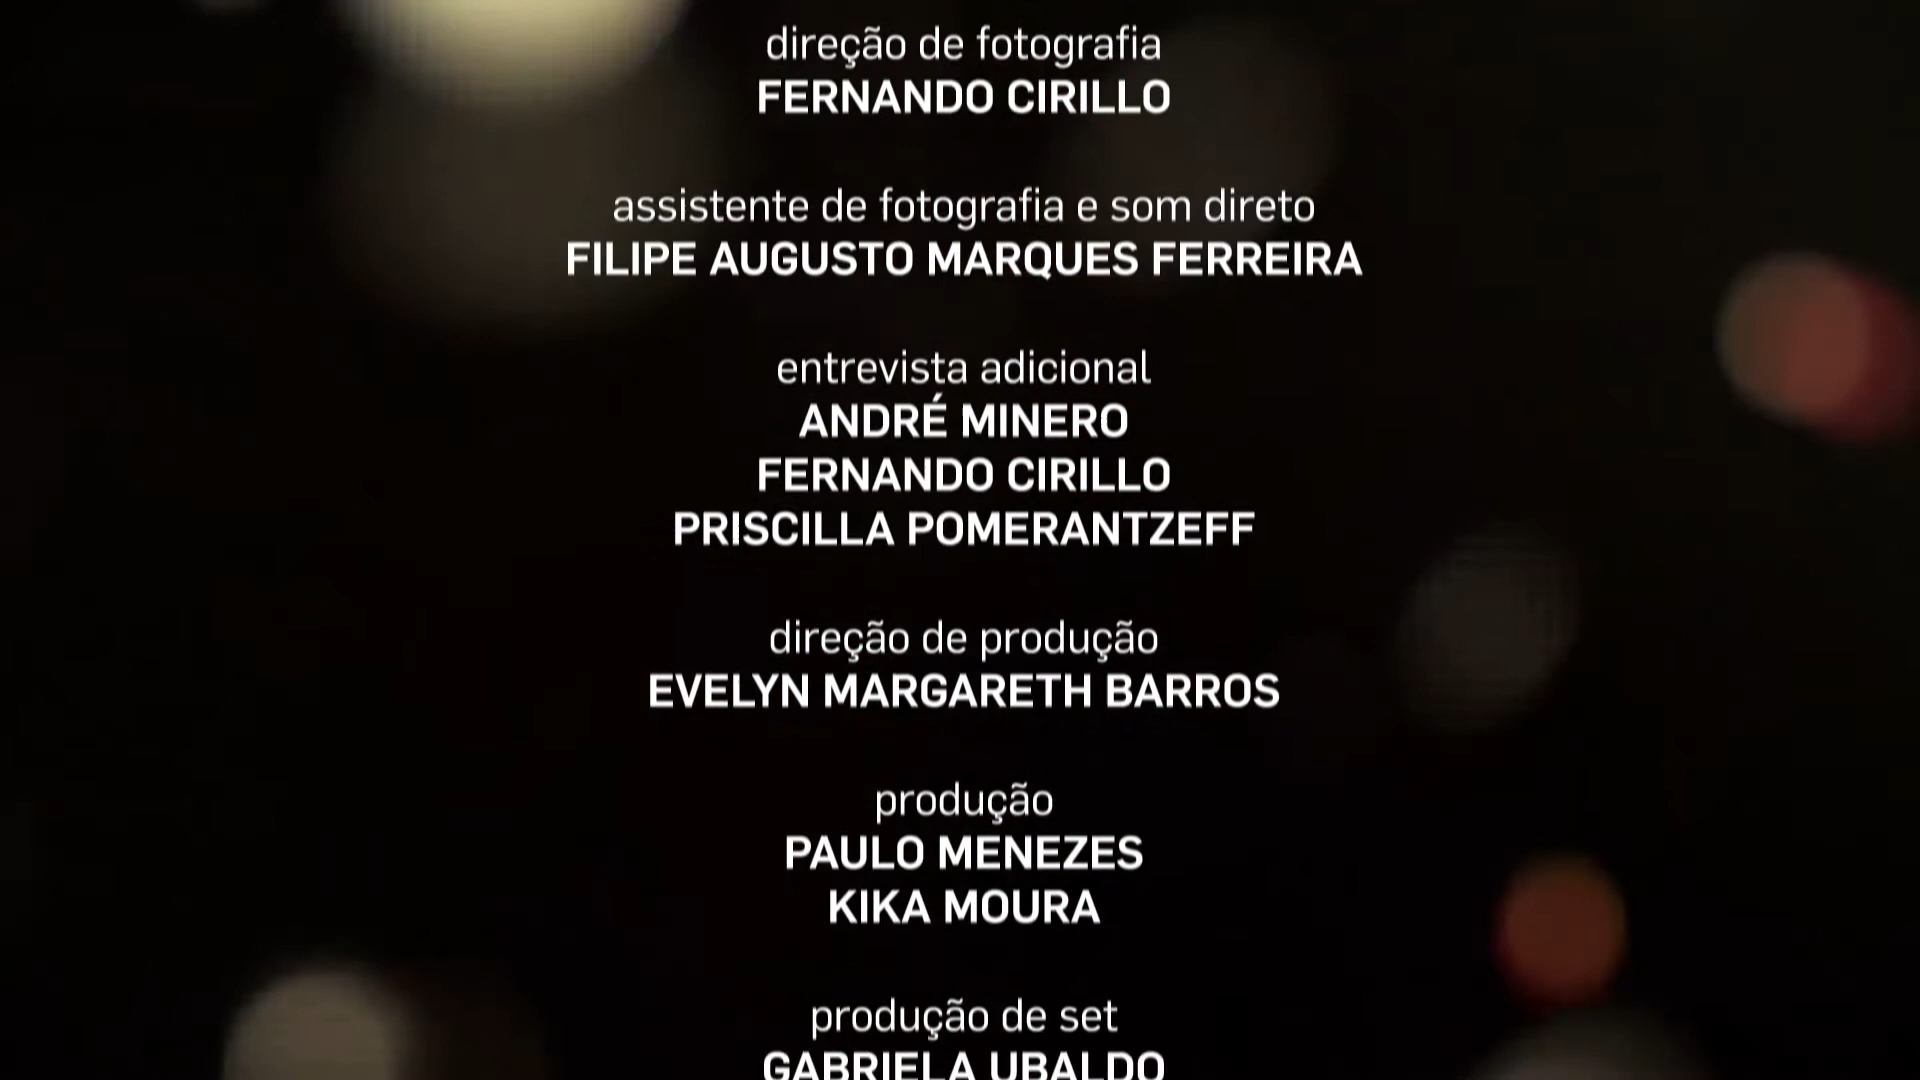 direção de fotografia
FERNANDO CIRILLO
assistente de fotografia e som direto
FILIPE AUGUSTO MARQUES FERREIRA
entrevista adicional
ANDRÉ MINERO
FERNANDO CIRILLO
PRISCILLA POMERANTZEFF
direção de produção
EVELYN MARGARETH BARROS
produção
PAULO MENEZES
KIKA MOURA
produção de set
GABRIELA UBALDO